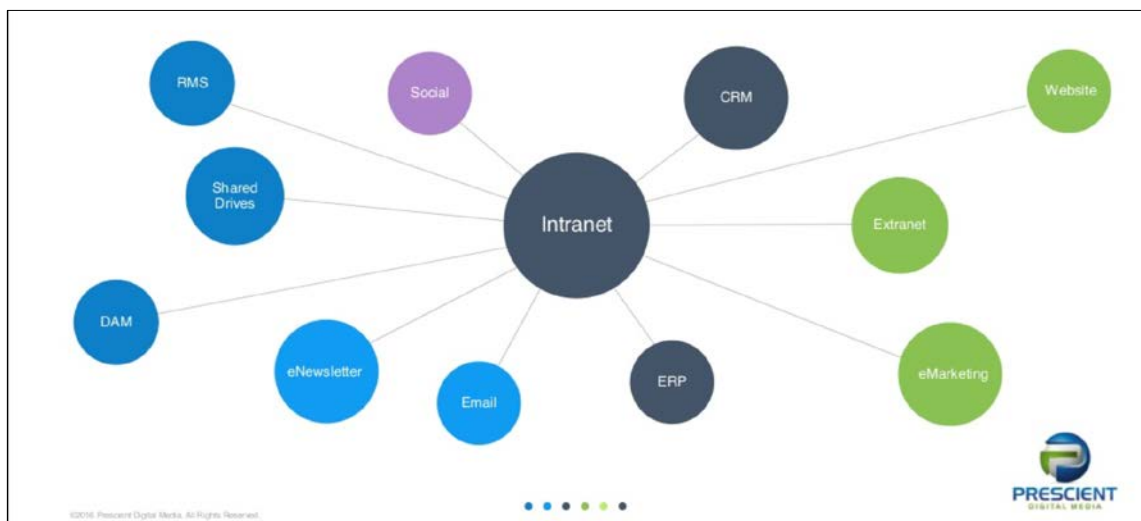 RMS
Social
CRM
Website
Shared
Drives
Intranet
Extranet
DAM
eNewsletter
Email
ERP
eMarketing
PRESCIENT
DIGITAL MEDIA
©2016 Prescient Digital Media, All Rights Reserved.